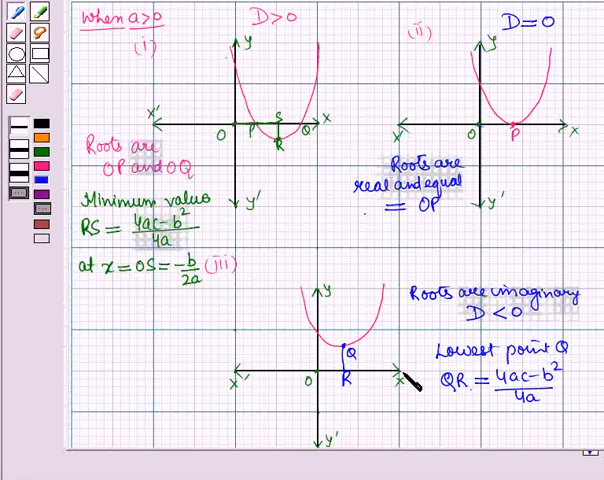 When a>0
(i)
D>0
Y
X'
O
P
S
R
Q
X
Y'
Roots are
OP and OQ
Minimum value
RS = 4ac-b²/4a
at x = OS = -b/2a
(ii)
D=0
Y
X'
O
P
X
Y'
Roots are
real and equal
= OP
(iii)
Y
X'
O
Q
R
X
Y'
Roots are imaginary
D<0
Lowest point Q
QR = 4ac-b²/4a